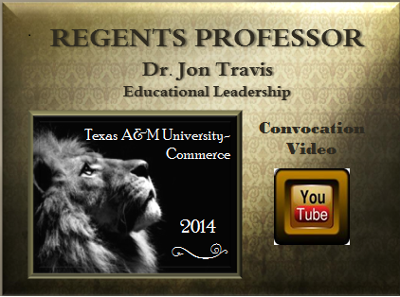 REGENTS PROFESSOR
Dr. Jon Travis
Educational Leadership
Texas A&M University-
Commerce
2014
Convocation
Video
You
Tube